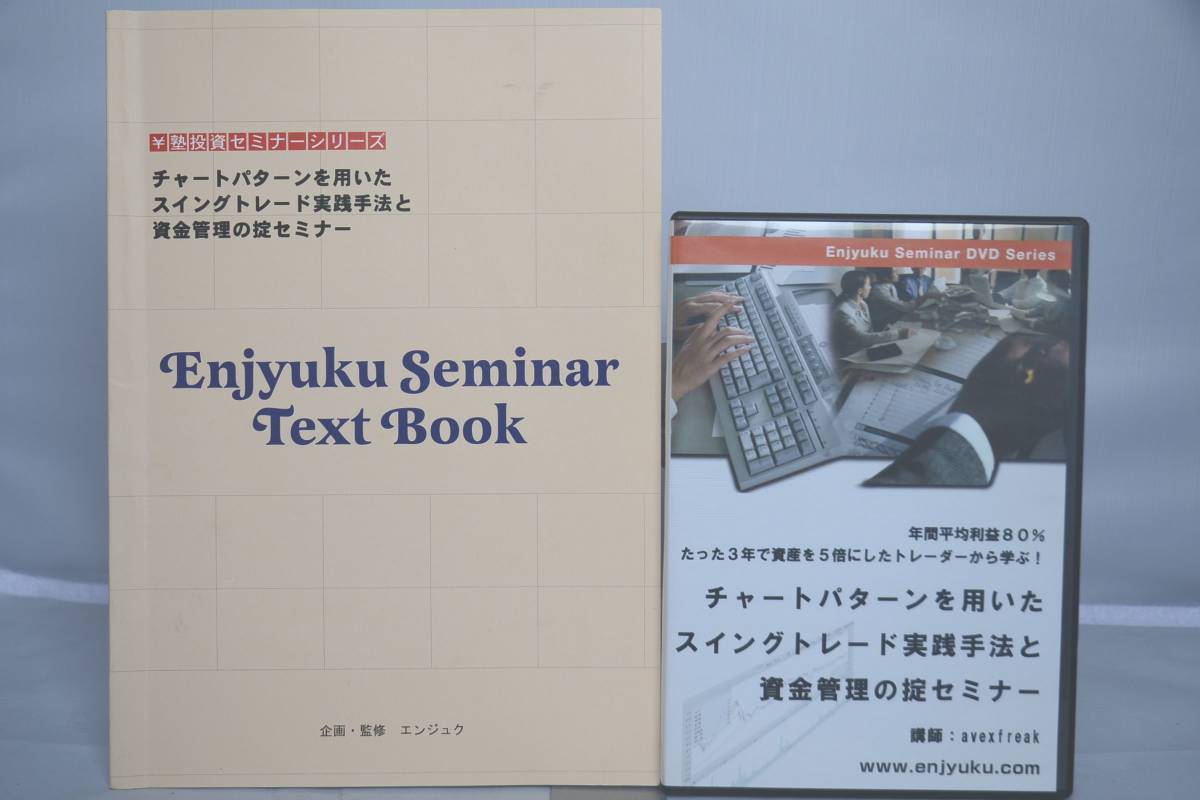 ￥塾投資セミナーシリーズ
チャートパターンを用いた
スイングトレード実践手法と
資金管理の掟セミナー
Enjyuku Seminar
Text Book
企画・監修 エンジュク
Enjyuku Seminar DVD Series
年間平均利益80%
たった3年で資産を5倍にしたトレーダーから学ぶ!
チャートパターンを用いた
スイングトレード実践手法と
資金管理の掟セミナー
講師:avexfreak
www.enjyuku.com